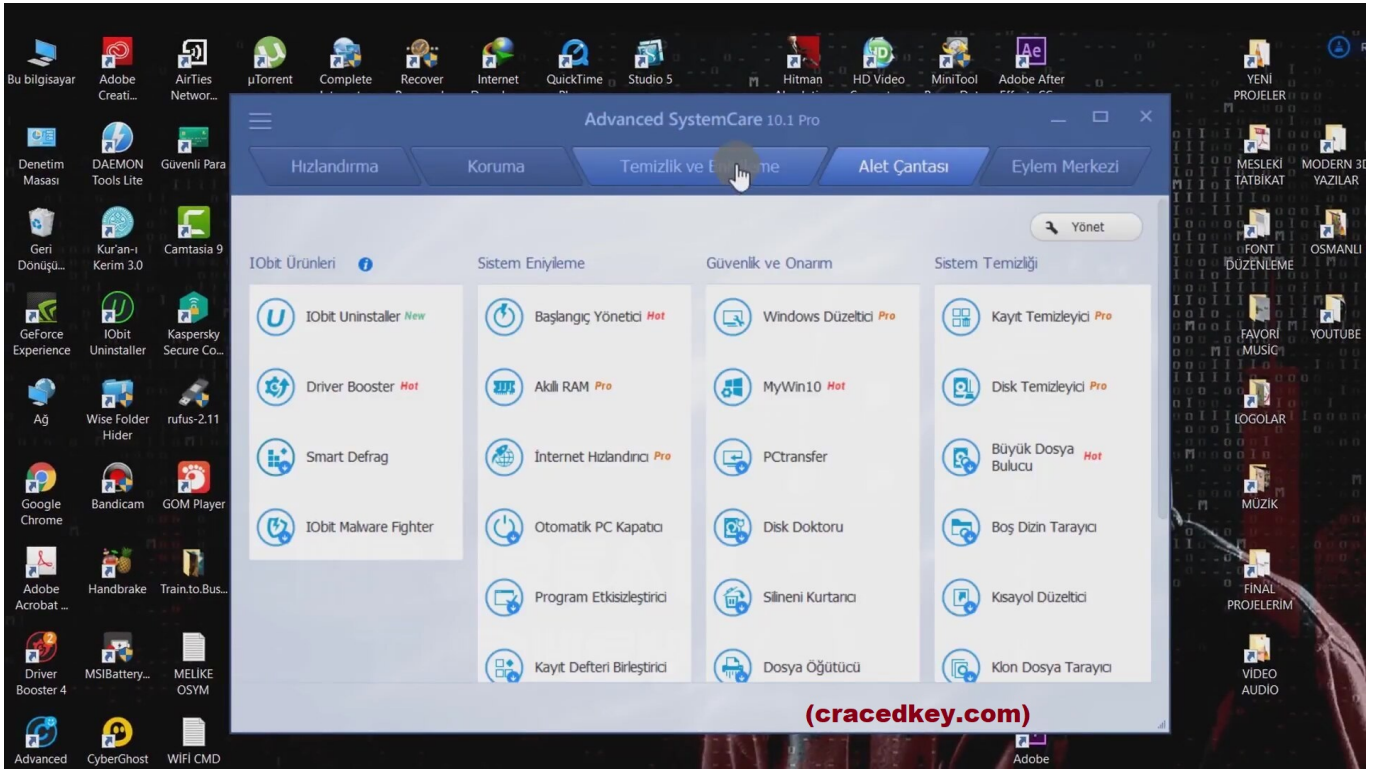 Bu bilgisayar
Adobe
Creati...
AirTies
Networ...
µTorrent
Complete
Recover
Internet
QuickTime
Studio 5
Hitman
HD Video
MiniTool
Adobe After
YENİ
PROJELER
Advanced SystemCare 10.1 Pro
Denetim
Masası
DAEMON
Tools Lite
Güvenli Para
Hızlandırma
Koruma
Temizlik ve
Alet Çantası
Eylem Merkezi
MESLEKİ
TATBİKAT
MODERN 3D
YAZILAR
Geri
Dönüşü...
Kur'an-ı
Kerim 3.0
Camtasia 9
Yönet
FONT
DÜZENLEME
OSMANLI
IObit Ürünleri
Sistem Eniyileme
Güvenlik ve Onarım
Sistem Temizliği
GeForce
Experience
IObit
Uninstaller
Kaspersky
Secure Co...
IObit Uninstaller New
Başlangıç Yönetici Hot
Windows Düzeltici Pro
Kayıt Temizleyici Pro
FAVORİ
MUSİC
YOUTUBE
Ağ
Wise Folder
Hider
rufus-2.11
Driver Booster Hot
Akıllı RAM Pro
MyWin10 Hot
Disk Temizleyici Pro
LOGOLAR
Google
Chrome
Bandicam
GOM Player
Smart Defrag
İnternet Hızlandırıcı Pro
PCtransfer
Büyük Dosya
Bulucu Hot
MÜZİK
Adobe
Acrobat ...
Handbrake
Train.to.Bus...
IObit Malware Fighter
Otomatik PC Kapatıcı
Disk Doktoru
Boş Dizin Tarayıcı
FİNAL
PROJELERİM
Program Etkisizleştirici
Silineni Kurtarıcı
Kısayol Düzeltici
Driver
Booster 4
MSIBattery...
MELİKE
OSYM
Kayıt Defteri Birleştirici
Dosya Öğütücü
Klon Dosya Tarayıcı
VİDEO
AUDİO
(cracedkey.com)
Advanced
CyberGhost
WİFİ CMD
Adobe